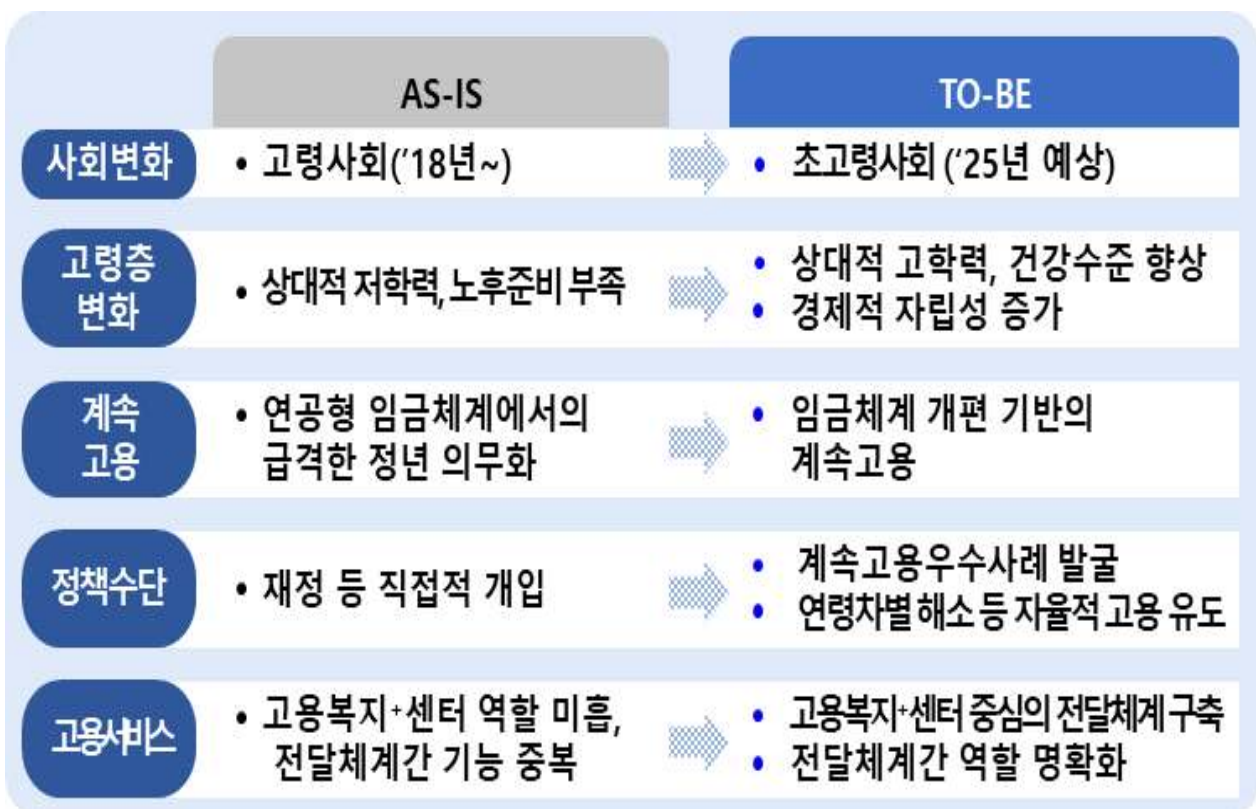 AS-IS
TO-BE
사회변화
• 고령사회(’18년~)
• 초고령사회 (‘25년 예상)
고령층
변화
• 상대적 저학력, 노후준비 부족
• 상대적 고학력, 건강수준 향상
• 경제적 자립성 증가
계속
고용
• 연공형 임금체계에서의
급격한 정년 의무화
• 임금체계 개편 기반의
계속고용
정책수단
• 재정 등 직접적 개입
• 계속고용우수사례 발굴
• 연령차별 해소 등 자율적 고용 유도
고용서비스
• 고용복지+센터 역할 미흡,
전달체계간 기능 중복
• 고용복지+센터 중심의 전달체계 구축
• 전달체계간 역할 명확화